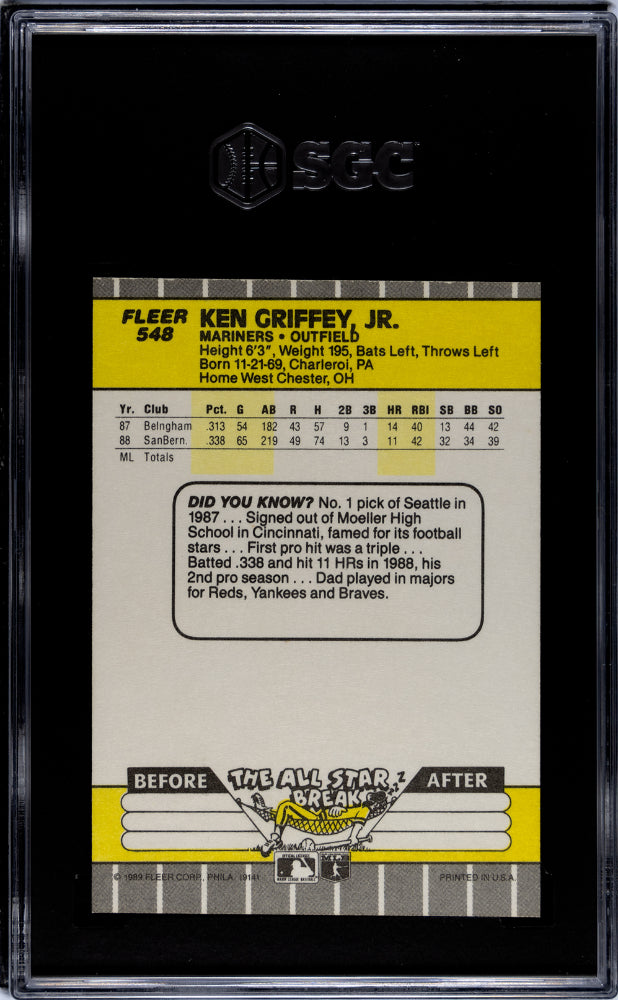 SGC
FLEER
548
KEN GRIFFEY, JR.
MARINERS • OUTFIELD
Height 6'3", Weight 195, Bats Left, Throws Left
Born 11-21-69, Charleroi, PA
Home West Chester, OH
Yr. Club Pct. G AB R H 2B 3B HR RBI SB BB SO
87 Belngham .313 54 182 43 57 9 1 14 40 13 44 42
88 SanBern. .338 65 219 49 74 13 3 11 42 32 34 39
ML Totals
DID YOU KNOW? No. 1 pick of Seattle in
1987 . . . Signed out of Moeller High
School in Cincinnati, famed for its football
stars . . . First pro hit was a triple . . .
Batted .338 and hit 11 HRs in 1988, his
2nd pro season . . . Dad played in majors
for Reds, Yankees and Braves.
BEFORE
THE ALL STAR
BREAK
AFTER
© 1989 FLEER CORP., PHILA. 19141
PRINTED IN U.S.A.